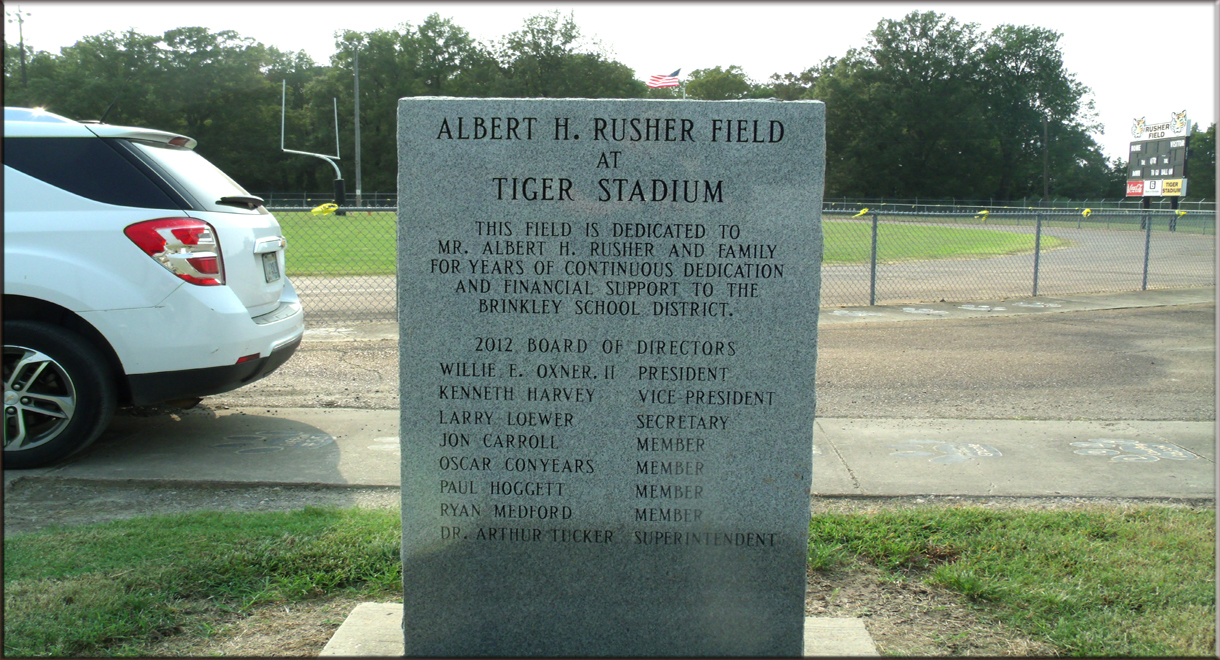 ALBERT H. RUSHER FIELD
AT
TIGER STADIUM
THIS FIELD IS DEDICATED TO
MR. ALBERT H. RUSHER AND FAMILY
FOR YEARS OF CONTINUOUS DEDICATION
AND FINANCIAL SUPPORT TO THE
BRINKLEY SCHOOL DISTRICT.
2012 BOARD OF DIRECTORS
WILLIE E. OXNER, II PRESIDENT
KENNETH HARVEY VICE-PRESIDENT
LARRY LOEWER SECRETARY
JON CARROLL MEMBER
OSCAR CONYEARS MEMBER
PAUL HOGGETT MEMBER
RYAN MEDFORD MEMBER
DR. ARTHUR TUCKER SUPERINTENDENT
RUSHER
FIELD
Coca-Cola
TIGER
STADIUM